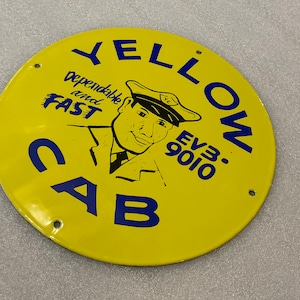 YELLOW
Dependable
and
FAST
EV3-
9010
CAB